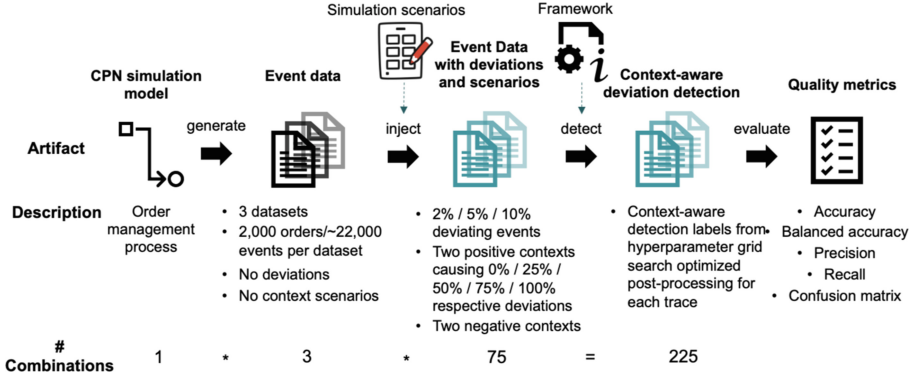 Simulation scenarios
Framework
CPN simulation
model
Event data
Event Data
with deviations
and scenarios
Context-aware
deviation detection
Quality metrics
Artifact
generate
inject
detect
evaluate
Description
Order
management
process
• 3 datasets
• 2,000 orders/~22,000
events per dataset
• No deviations
• No context scenarios
• 2% / 5% / 10%
deviating events
• Two positive contexts
causing 0% / 25% /
50% / 75% / 100%
respective deviations
• Two negative contexts
• Context-aware
detection labels from
hyperparameter grid
search optimized
post-processing for
each trace
• Accuracy
• Balanced accuracy
• Precision
• Recall
• Confusion matrix
#
Combinations
1 * 3 * 75 = 225